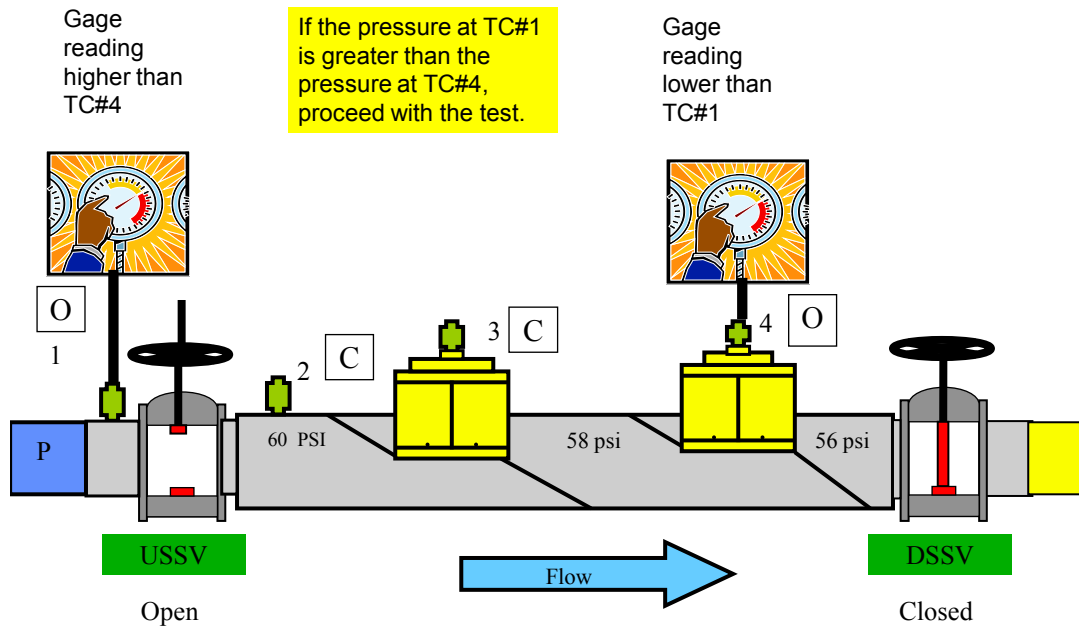 Gage
reading
higher than
TC#4
If the pressure at TC#1
is greater than the
pressure at TC#4,
proceed with the test.
Gage
reading
lower than
TC#1
O
1
2
C
3
C
4
O
P
60 PSI
58 psi
56 psi
USSV
Flow
DSSV
Open
Closed